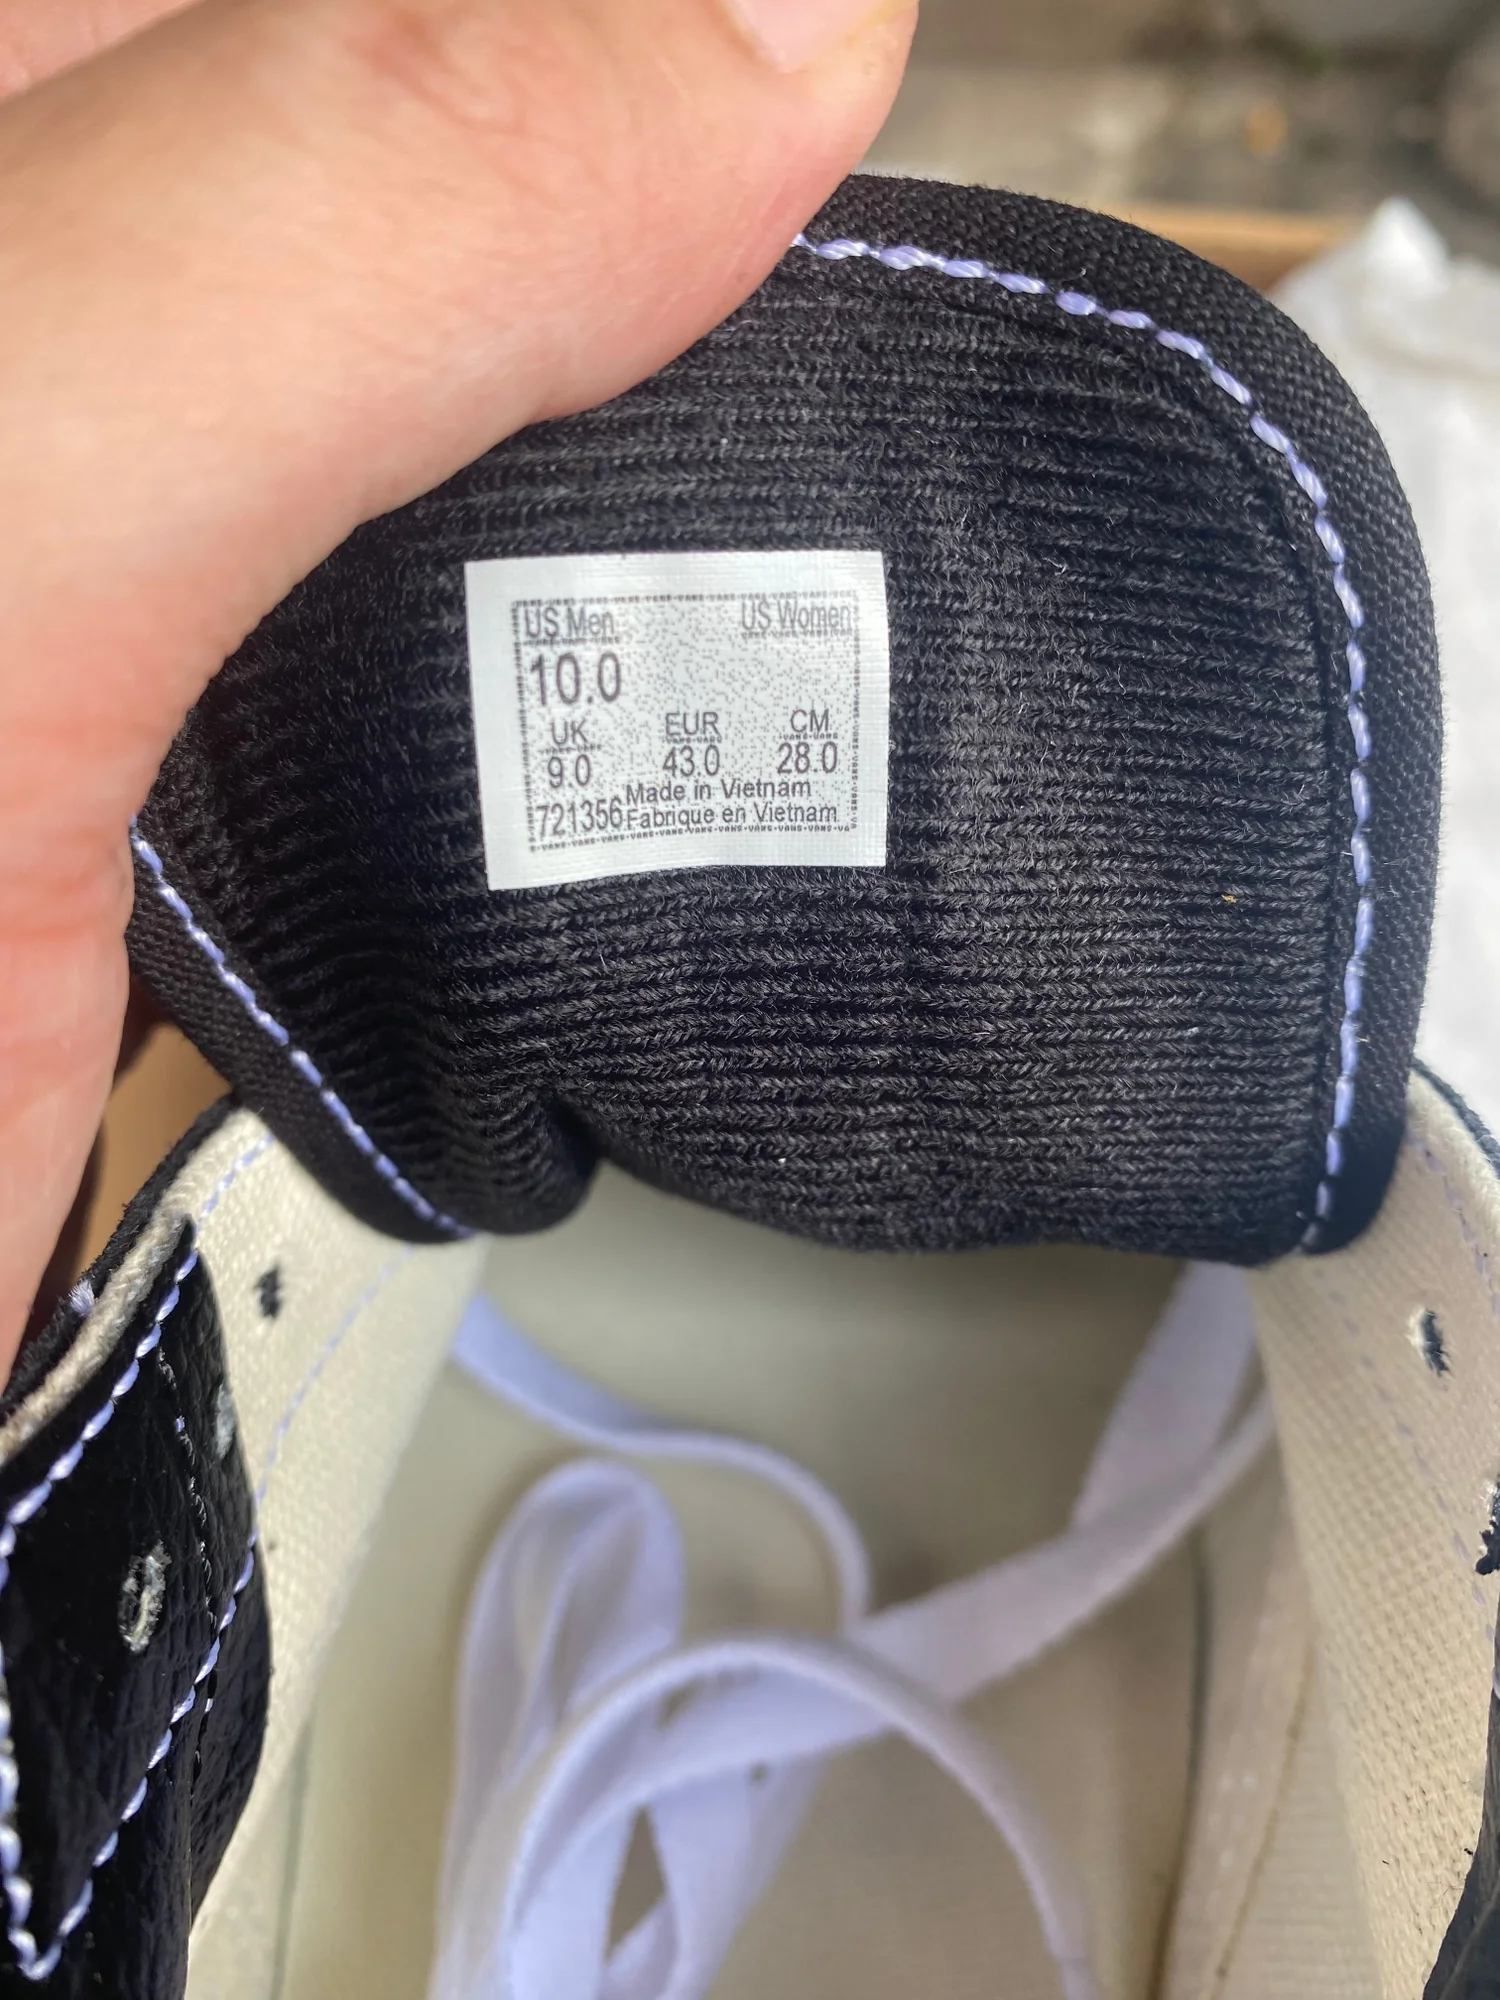 US Men US Women
10.0
UK EUR CM
9.0 43.0 28.0
Made in Vietnam
721356 Fabrique en Vietnam